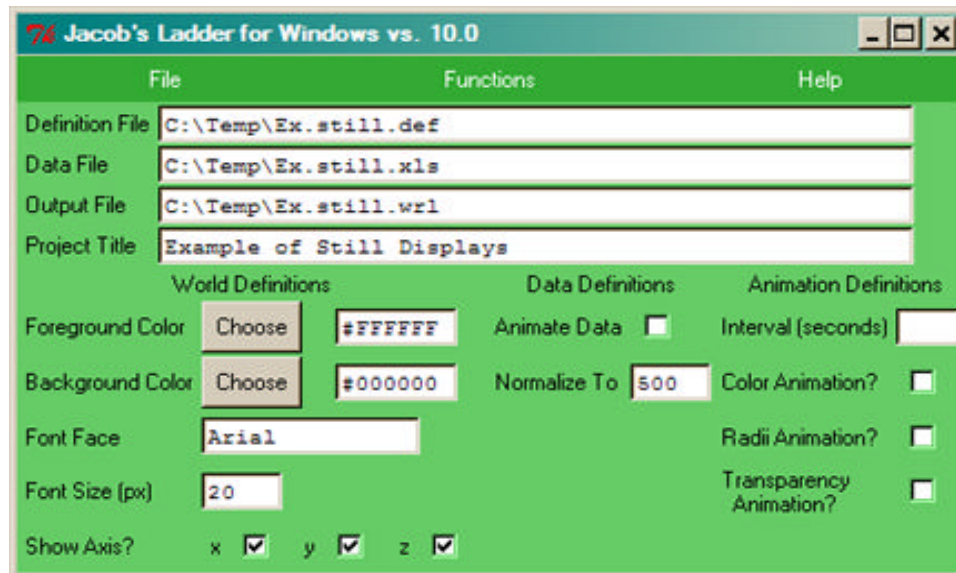 Jacob's Ladder for Windows vs. 10.0
File Functions Help
Definition File C:\Temp\Ex.still.def
Data File C:\Temp\Ex.still.xls
Output File C:\Temp\Ex.still.wrl
Project Title Example of Still Displays
World Definitions Data Definitions Animation Definitions
Foreground Color Choose #FFFFFF Animate Data Interval (seconds)
Background Color Choose #000000 Normalize To 500 Color Animation?
Font Face Arial Radii Animation?
Font Size (px) 20 Transparency
Animation?
Show Axis? x y z